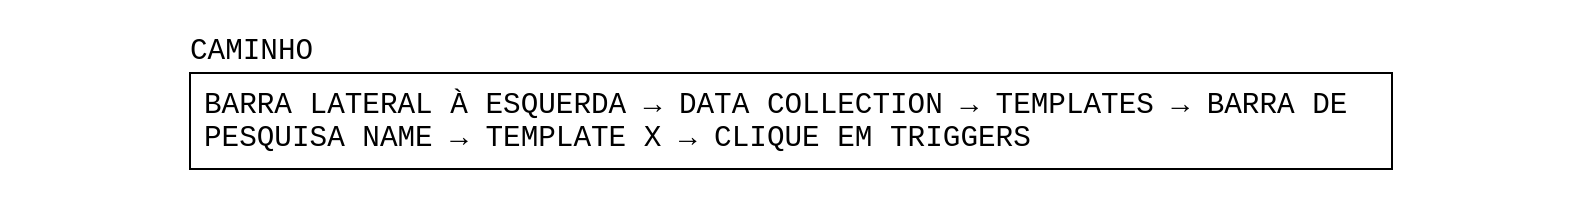 CAMINHO
BARRA LATERAL À ESQUERDA → DATA COLLECTION → TEMPLATES → BARRA DE
PESQUISA NAME → TEMPLATE X → CLIQUE EM TRIGGERS